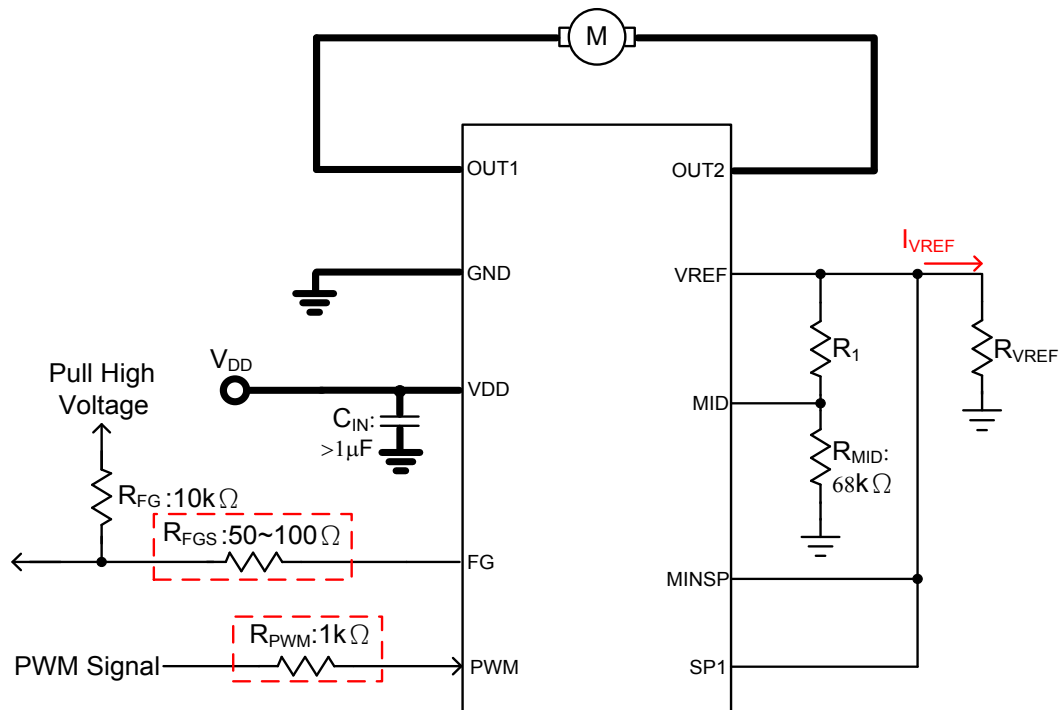 M
OUT1
OUT2
I_VREF
GND
VREF
R_1
R_VREF
V_DD
VDD
Pull High
Voltage
C_IN:
>1μF
MID
R_MID:
68kΩ
R_FG:10kΩ
R_FGS:50~100Ω
FG
MINSP
R_PWM:1kΩ
PWM Signal
PWM
SP1